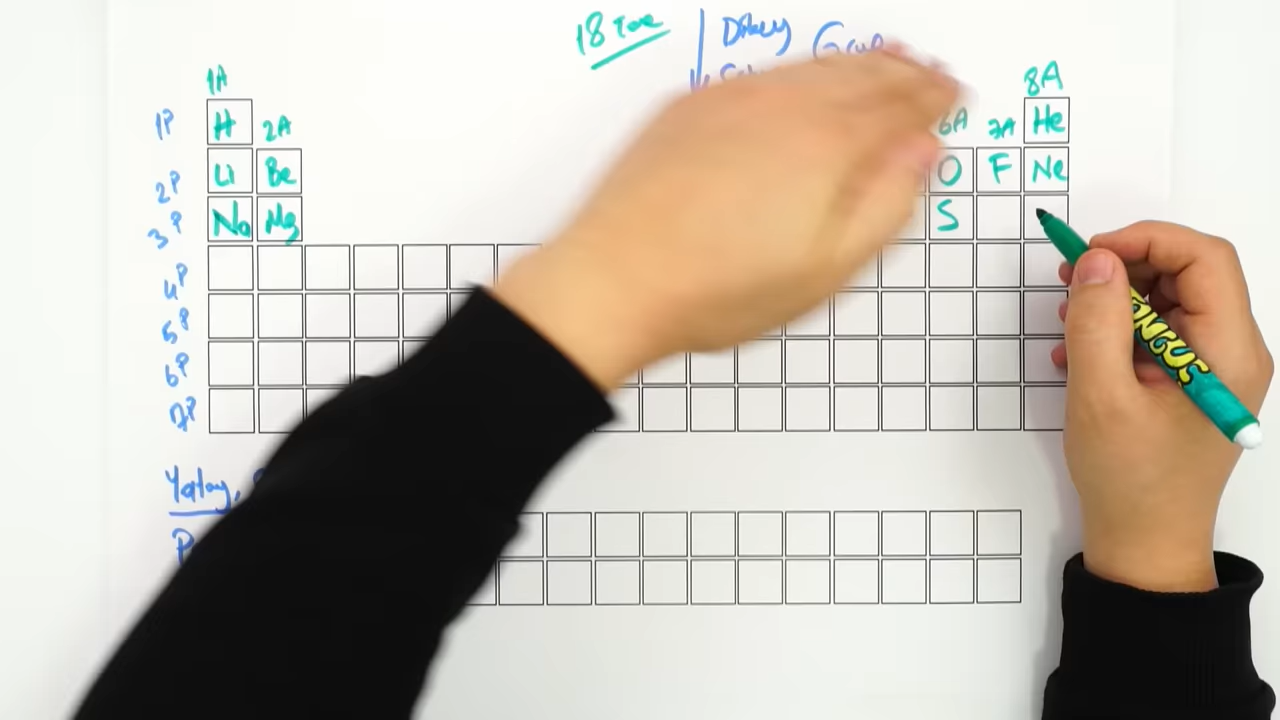 18 Tane
Dikey
1A 8A
1P H 2A 6A 7A He
2P Li Be O F Ne
3P Na Mg S
4P
5P
6P
7P
Yatay,